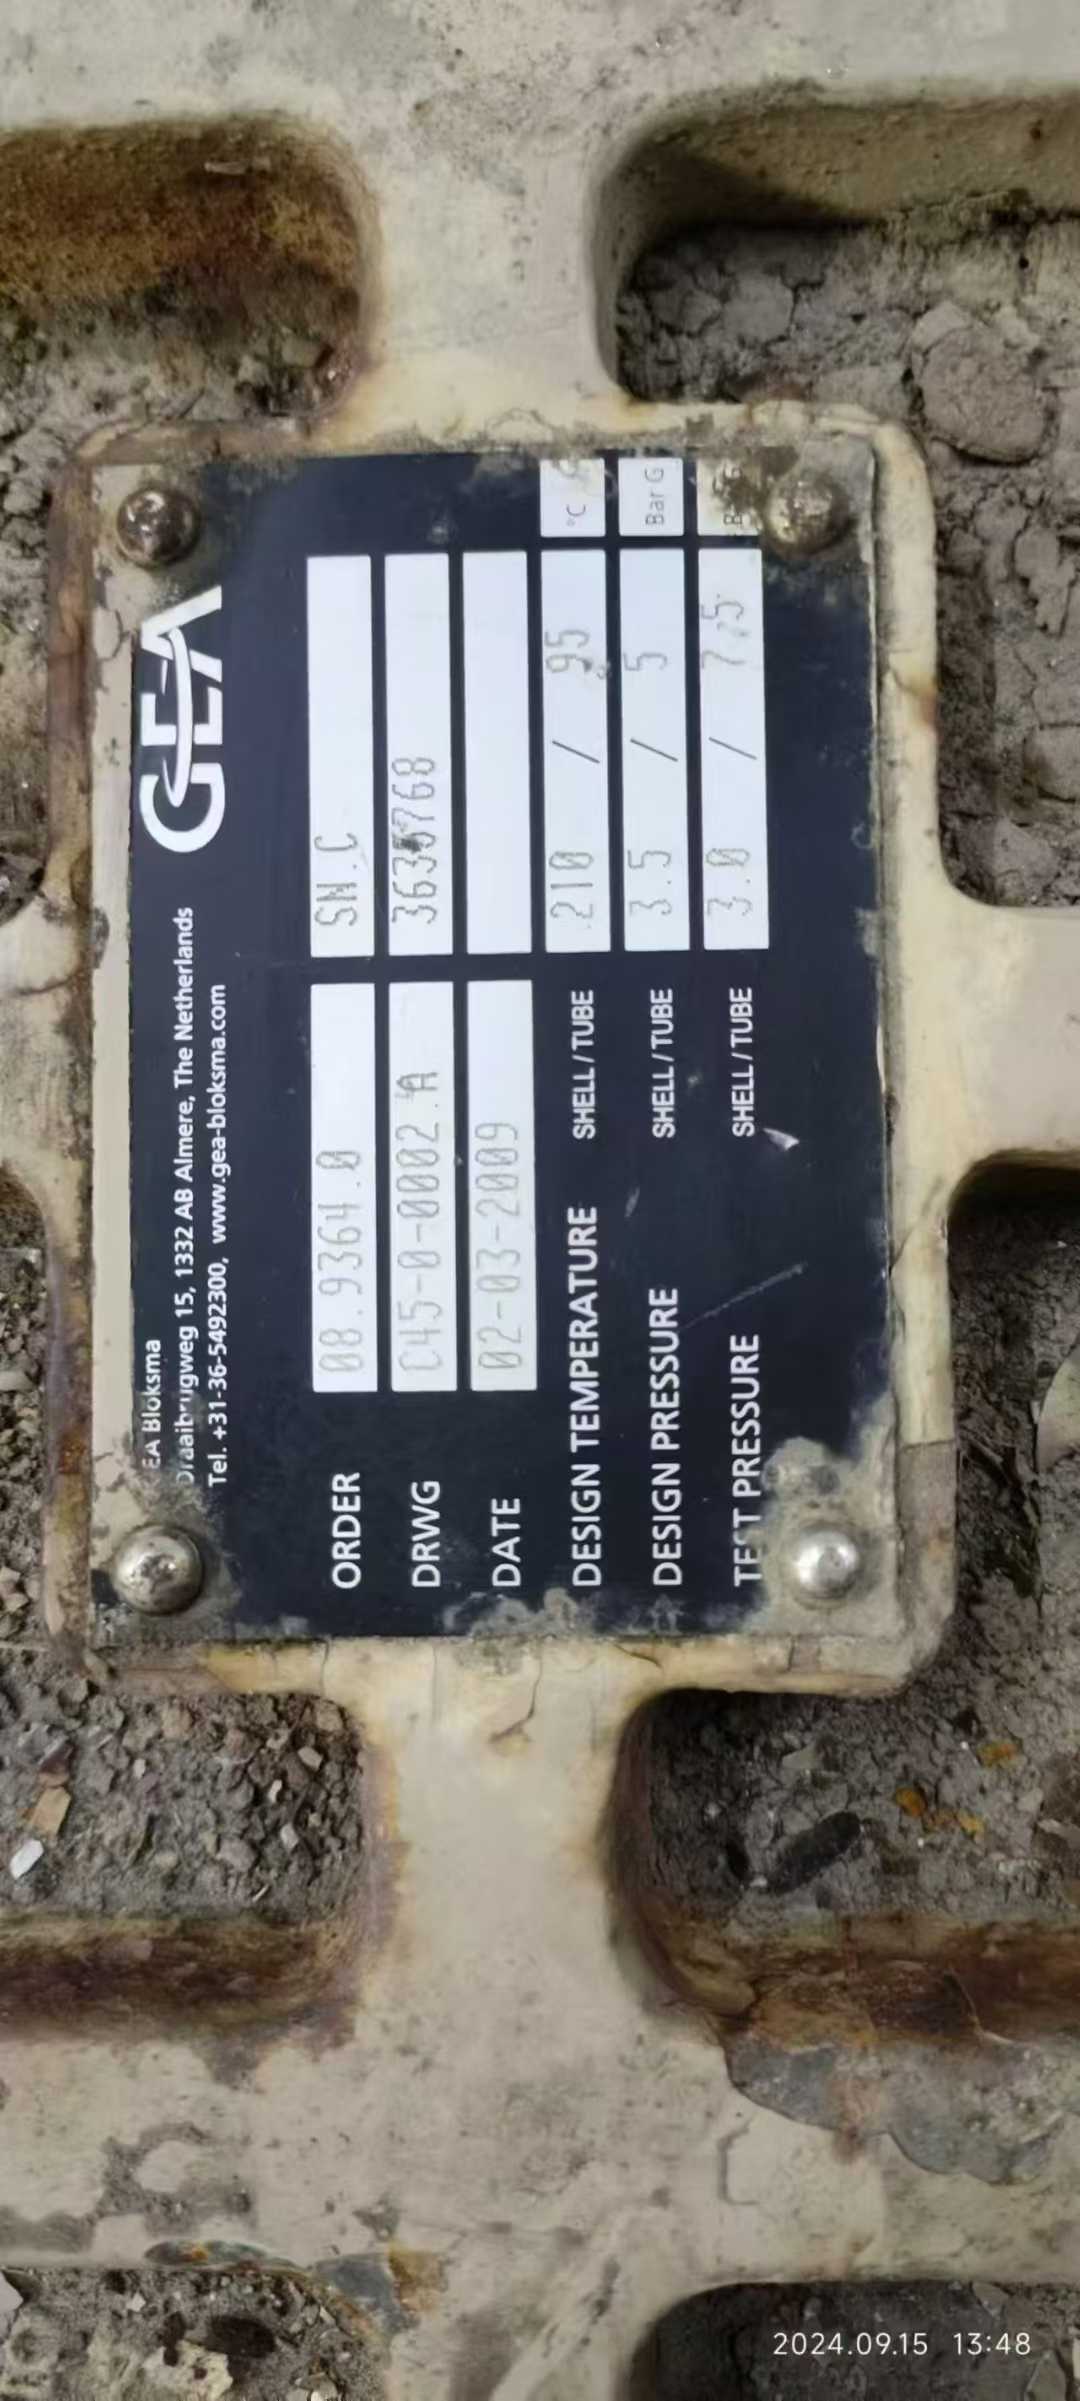 GEA
EA Bloksma
Draaibrugweg 15, 1332 AB Almere, The Netherlands
Tel. +31-36-5492300, www.gea-bloksma.com
ORDER 08.9364.0 SN.C
DRWG C45-0-0002.A
DATE 02-03-2009
DESIGN TEMPERATURE SHELL/TUBE 210 / 95 °C
DESIGN PRESSURE SHELL/TUBE 3.5 / 5 Bar G
TEST PRESSURE SHELL/TUBE 3.0 / 7,5
2024.09.15 13:48